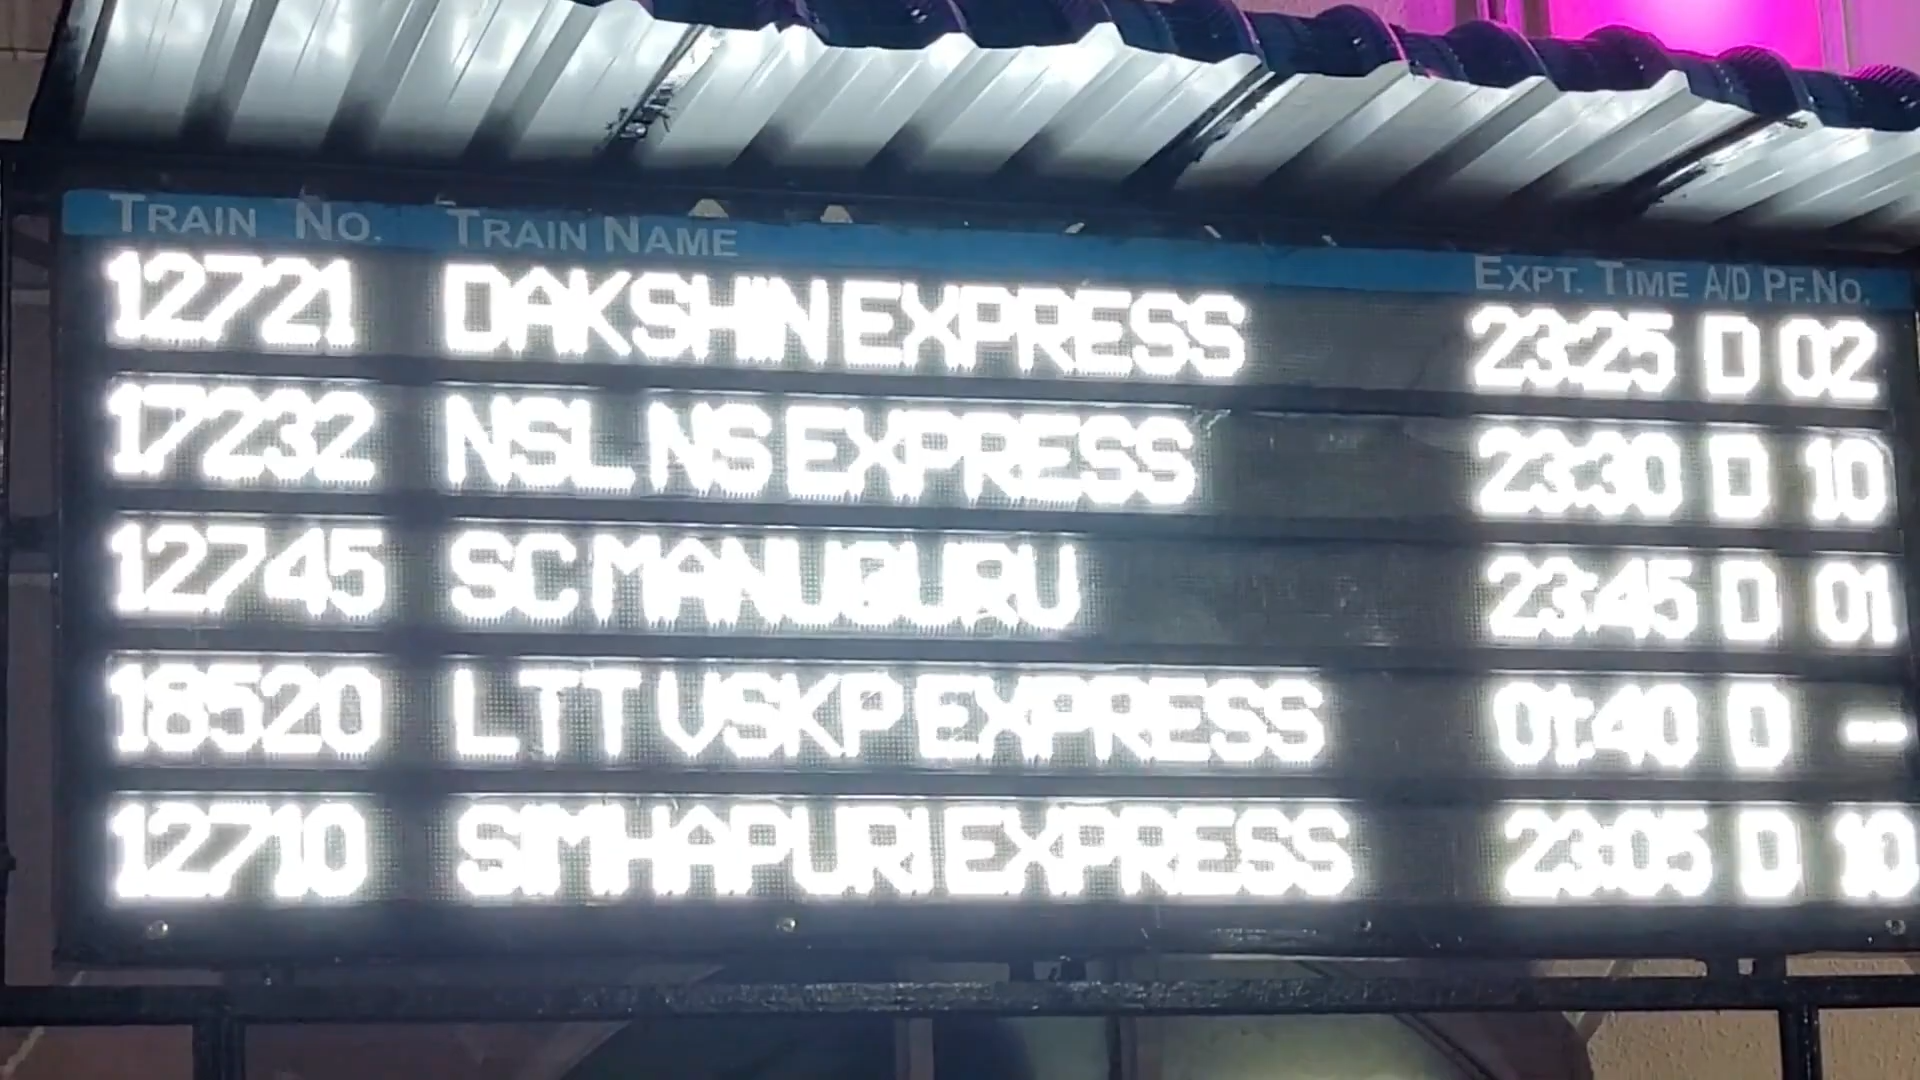 TRAIN NO. TRAIN NAME EXPT. TIME A/D PF.NO.
12721 DAKSHIN EXPRESS 23:25 D 02
17232 NSL NS EXPRESS 23:30 D 10
12745 SC MANUGURU 23:45 D 01
18520 LTT VSKP EXPRESS 01:40 D --
12710 SIMHAPURI EXPRESS 23:05 D 10